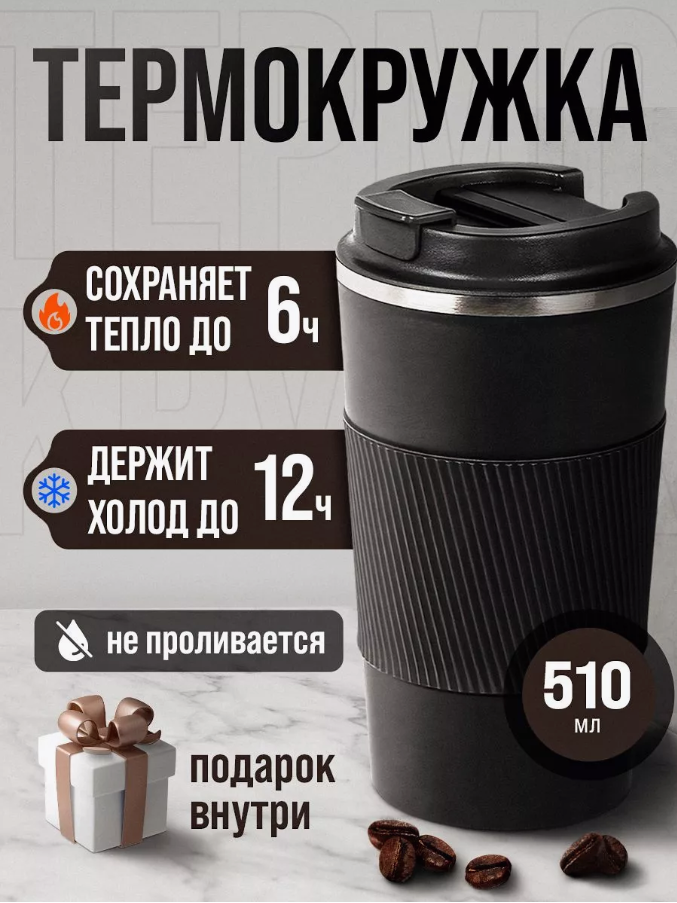 ТЕРМОКРУЖКА
СОХРАНЯЕТ
ТЕПЛО ДО 6ч
ДЕРЖИТ
ХОЛОД ДО 12ч
не проливается
510
мл
подарок
внутри